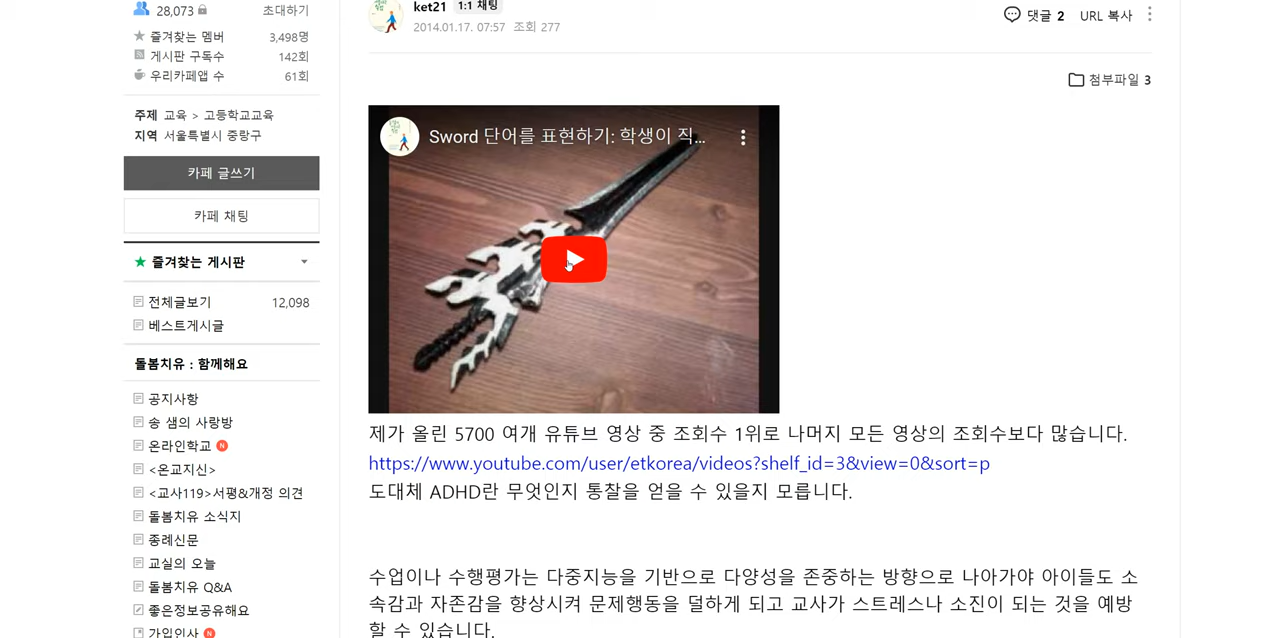 28,073 초대하기
즐겨찾는 멤버 3,498명
게시판 구독수 142회
우리카페앱 수 61회
주제 교육 > 고등학교교육
지역 서울특별시 중랑구
카페 글쓰기
카페 채팅
즐겨찾는 게시판
전체글보기 12,098
베스트게시글
돌봄치유 : 함께해요
공지사항
송 샘의 사랑방
온라인학교 N
<온교지신>
<교사119>서평&개정 의견
돌봄치유 소식지
종례신문
교실의 오늘
돌봄치유 Q&A
좋은정보공유해요
가입인사 N
ket21 1:1 채팅
2014.01.17. 07:57 조회 277
댓글 2 URL 복사
첨부파일 3
Sword 단어를 표현하기: 학생이 직...
제가 올린 5700 여개 유튜브 영상 중 조회수 1위로 나머지 모든 영상의 조회수보다 많습니다.
https://www.youtube.com/user/etkorea/videos?shelf_id=3&view=0&sort=p
도대체 ADHD란 무엇인지 통찰을 얻을 수 있을지 모릅니다.
수업이나 수행평가는 다중지능을 기반으로 다양성을 존중하는 방향으로 나아가야 아이들도 소
속감과 자존감을 향상시켜 문제행동을 덜하게 되고 교사가 스트레스나 소진이 되는 것을 예방
할 수 있습니다.